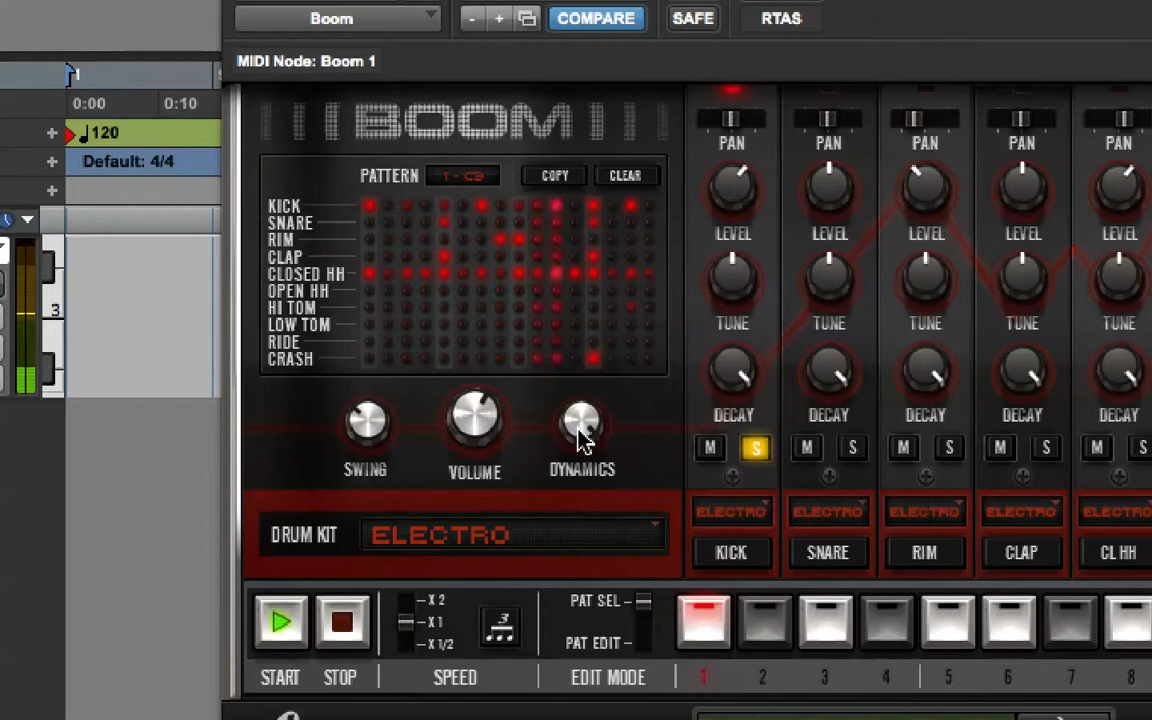 Boom
- +
COMPARE
SAFE
RTAS
MIDI Node: Boom 1
1
0:00 0:10
120
Default: 4/4
3
BOOM
PATTERN
1 - C3
COPY
CLEAR
KICK
SNARE
RIM
CLAP
CLOSED HH
OPEN HH
HI TOM
LOW TOM
RIDE
CRASH
SWING
VOLUME
DYNAMICS
PAN PAN PAN PAN PAN
LEVEL LEVEL LEVEL LEVEL LEVEL
TUNE TUNE TUNE TUNE TUNE
DECAY DECAY DECAY DECAY DECAY
M S M S M S M S M S
DRUM KIT
ELECTRO
ELECTRO ELECTRO ELECTRO ELECTRO ELECTRO
KICK SNARE RIM CLAP CL HH
X 2
X 1
X 1/2
3
PAT SEL
PAT EDIT
START STOP SPEED EDIT MODE 1 2 3 4 5 6 7 8